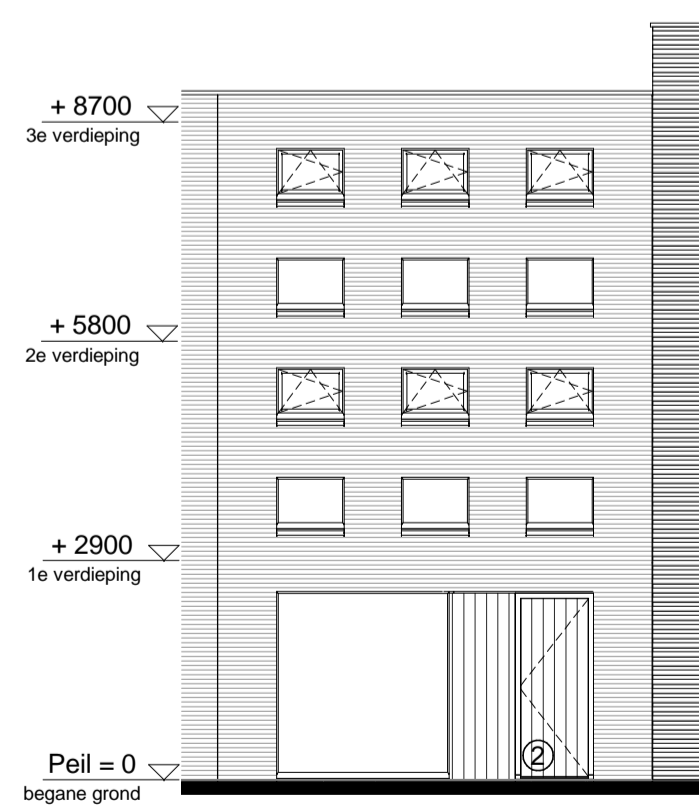 + 8700
3e verdieping
+ 5800
2e verdieping
+ 2900
1e verdieping
Peil = 0
begane grond
2